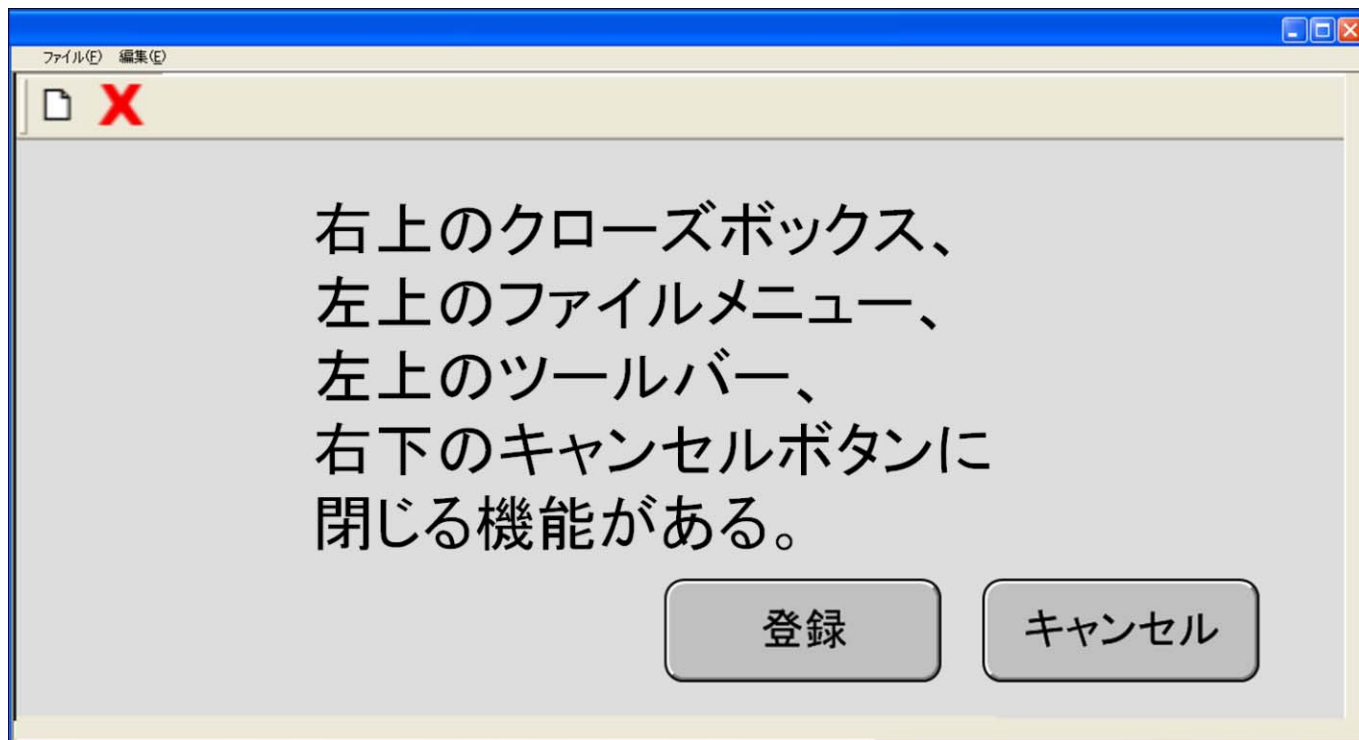 ファイル(F) 編集(E)
右上のクローズボックス、
左上のファイルメニュー、
左上のツールバー、
右下のキャンセルボタンに
閉じる機能がある。
登録 キャンセル